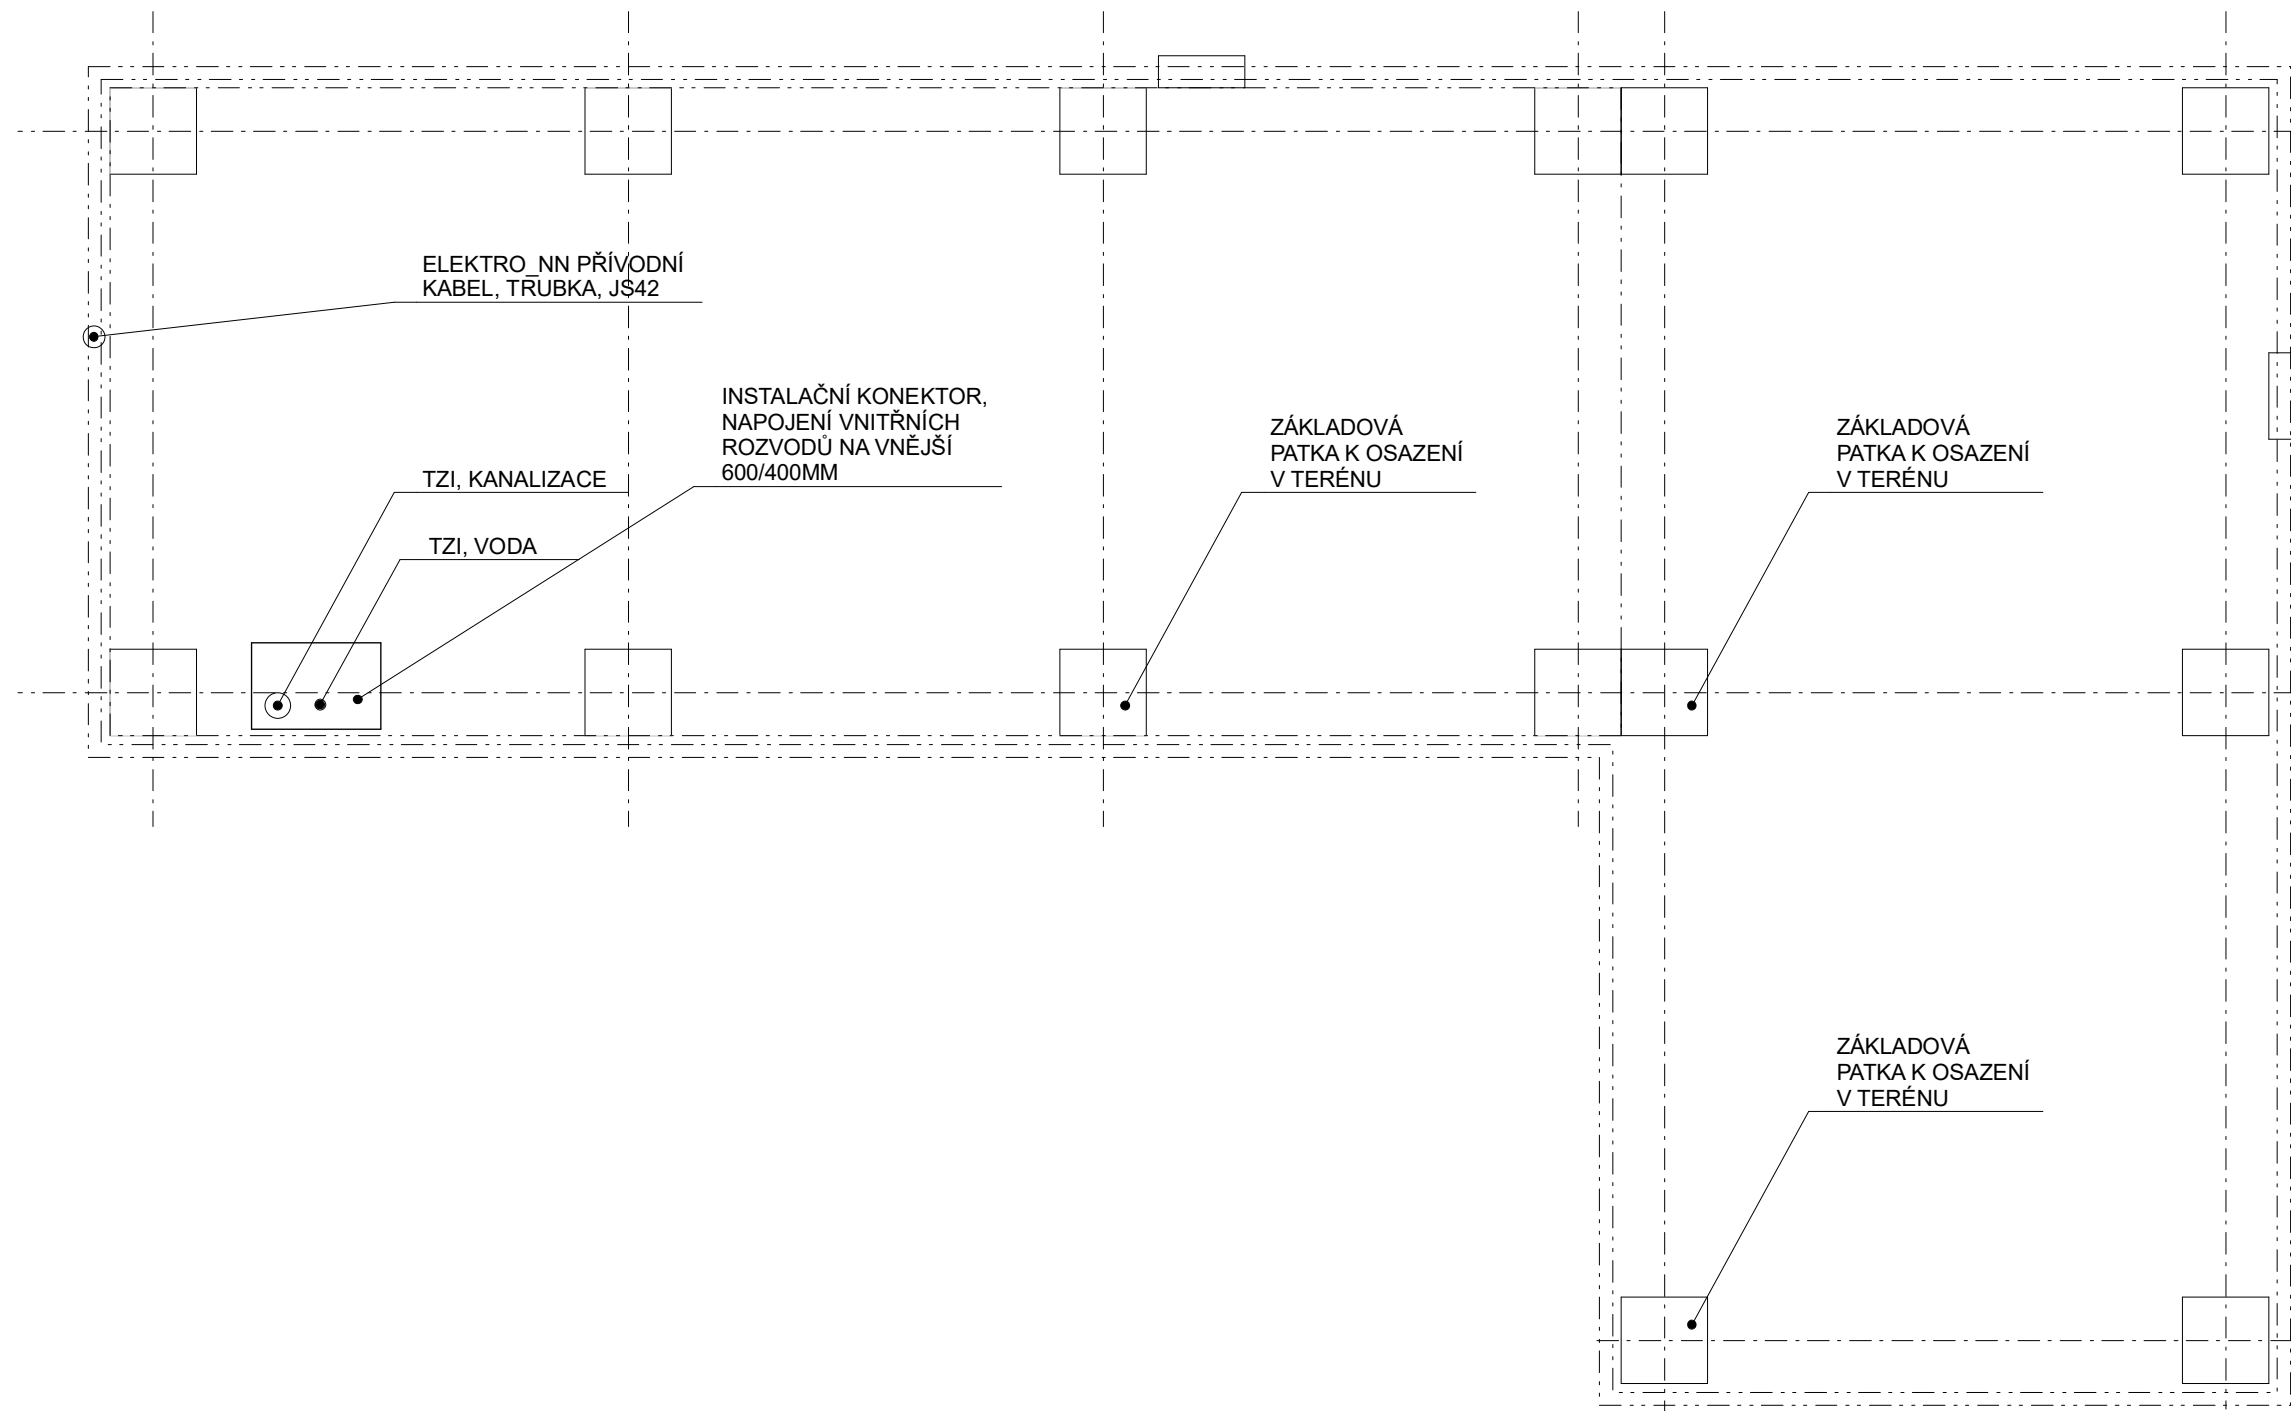 ELEKTRO_NN PŘÍVODNÍ
KABEL, TRUBKA, JS42
INSTALAČNÍ KONEKTOR,
NAPOJENÍ VNITŘNÍCH
ROZVODŮ NA VNĚJŠÍ
600/400MM
ZÁKLADOVÁ
PATKA K OSAZENÍ
V TERÉNU
ZÁKLADOVÁ
PATKA K OSAZENÍ
V TERÉNU
TZI, KANALIZACE
TZI, VODA
ZÁKLADOVÁ
PATKA K OSAZENÍ
V TERÉNU